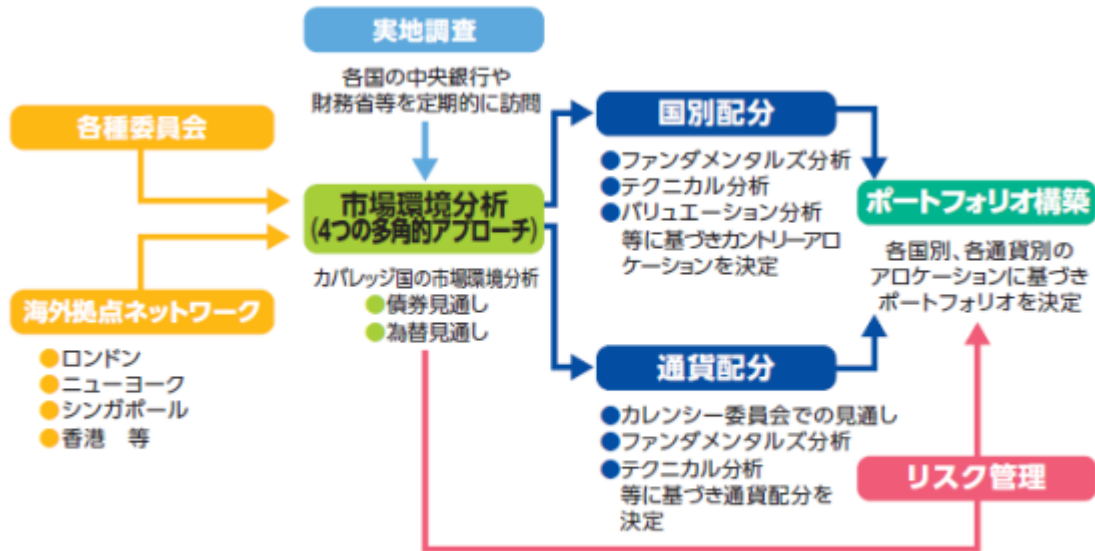 実地調査
各国の中央銀行や
財務省等を定期的に訪問
各種委員会
海外拠点ネットワーク
●ロンドン
●ニューヨーク
●シンガポール
●香港　等
市場環境分析
(4つの多角的アプローチ)
カバレッジ国の市場環境分析
●債券見通し
●為替見通し
国別配分
●ファンダメンタルズ分析
●テクニカル分析
●バリュエーション分析
等に基づきカントリーアロ
ケーションを決定
通貨配分
●カレンシー委員会での見通し
●ファンダメンタルズ分析
●テクニカル分析
等に基づき通貨配分を
決定
ポートフォリオ構築
各国別、各通貨別の
アロケーションに基づき
ポートフォリオを決定
リスク管理